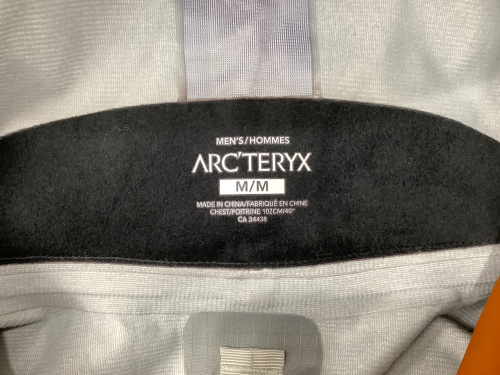 MEN'S/HOMMES
ARC'TERYX
M/M
MADE IN CHINA/FABRIQUÉ EN CHINE
CHEST/POITRINE 102CM/40"
CA 34438